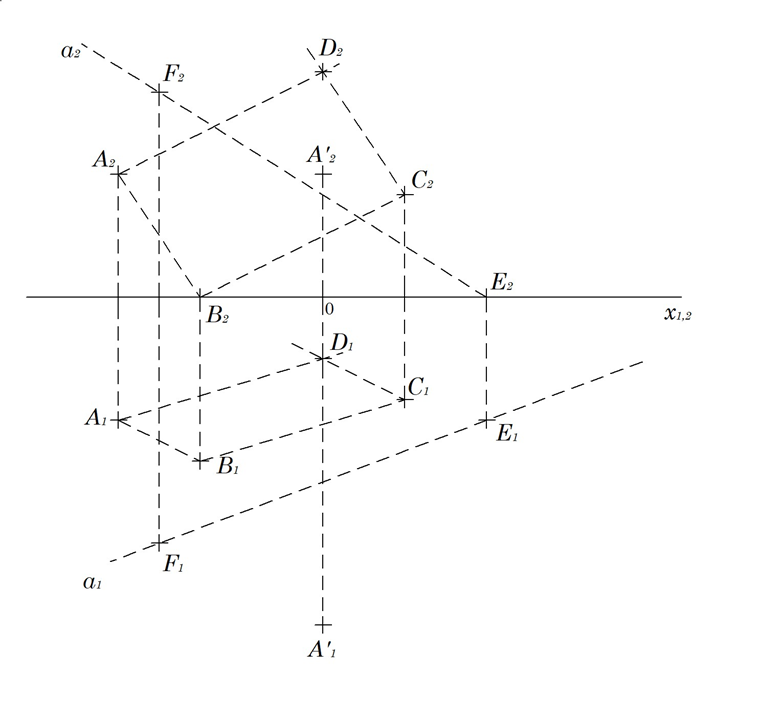 D₂
a₂
F₂
A₂
A'₂
C₂
E₂
B₂
0
x₁,₂
D₁
C₁
A₁
E₁
B₁
F₁
a₁
A'₁